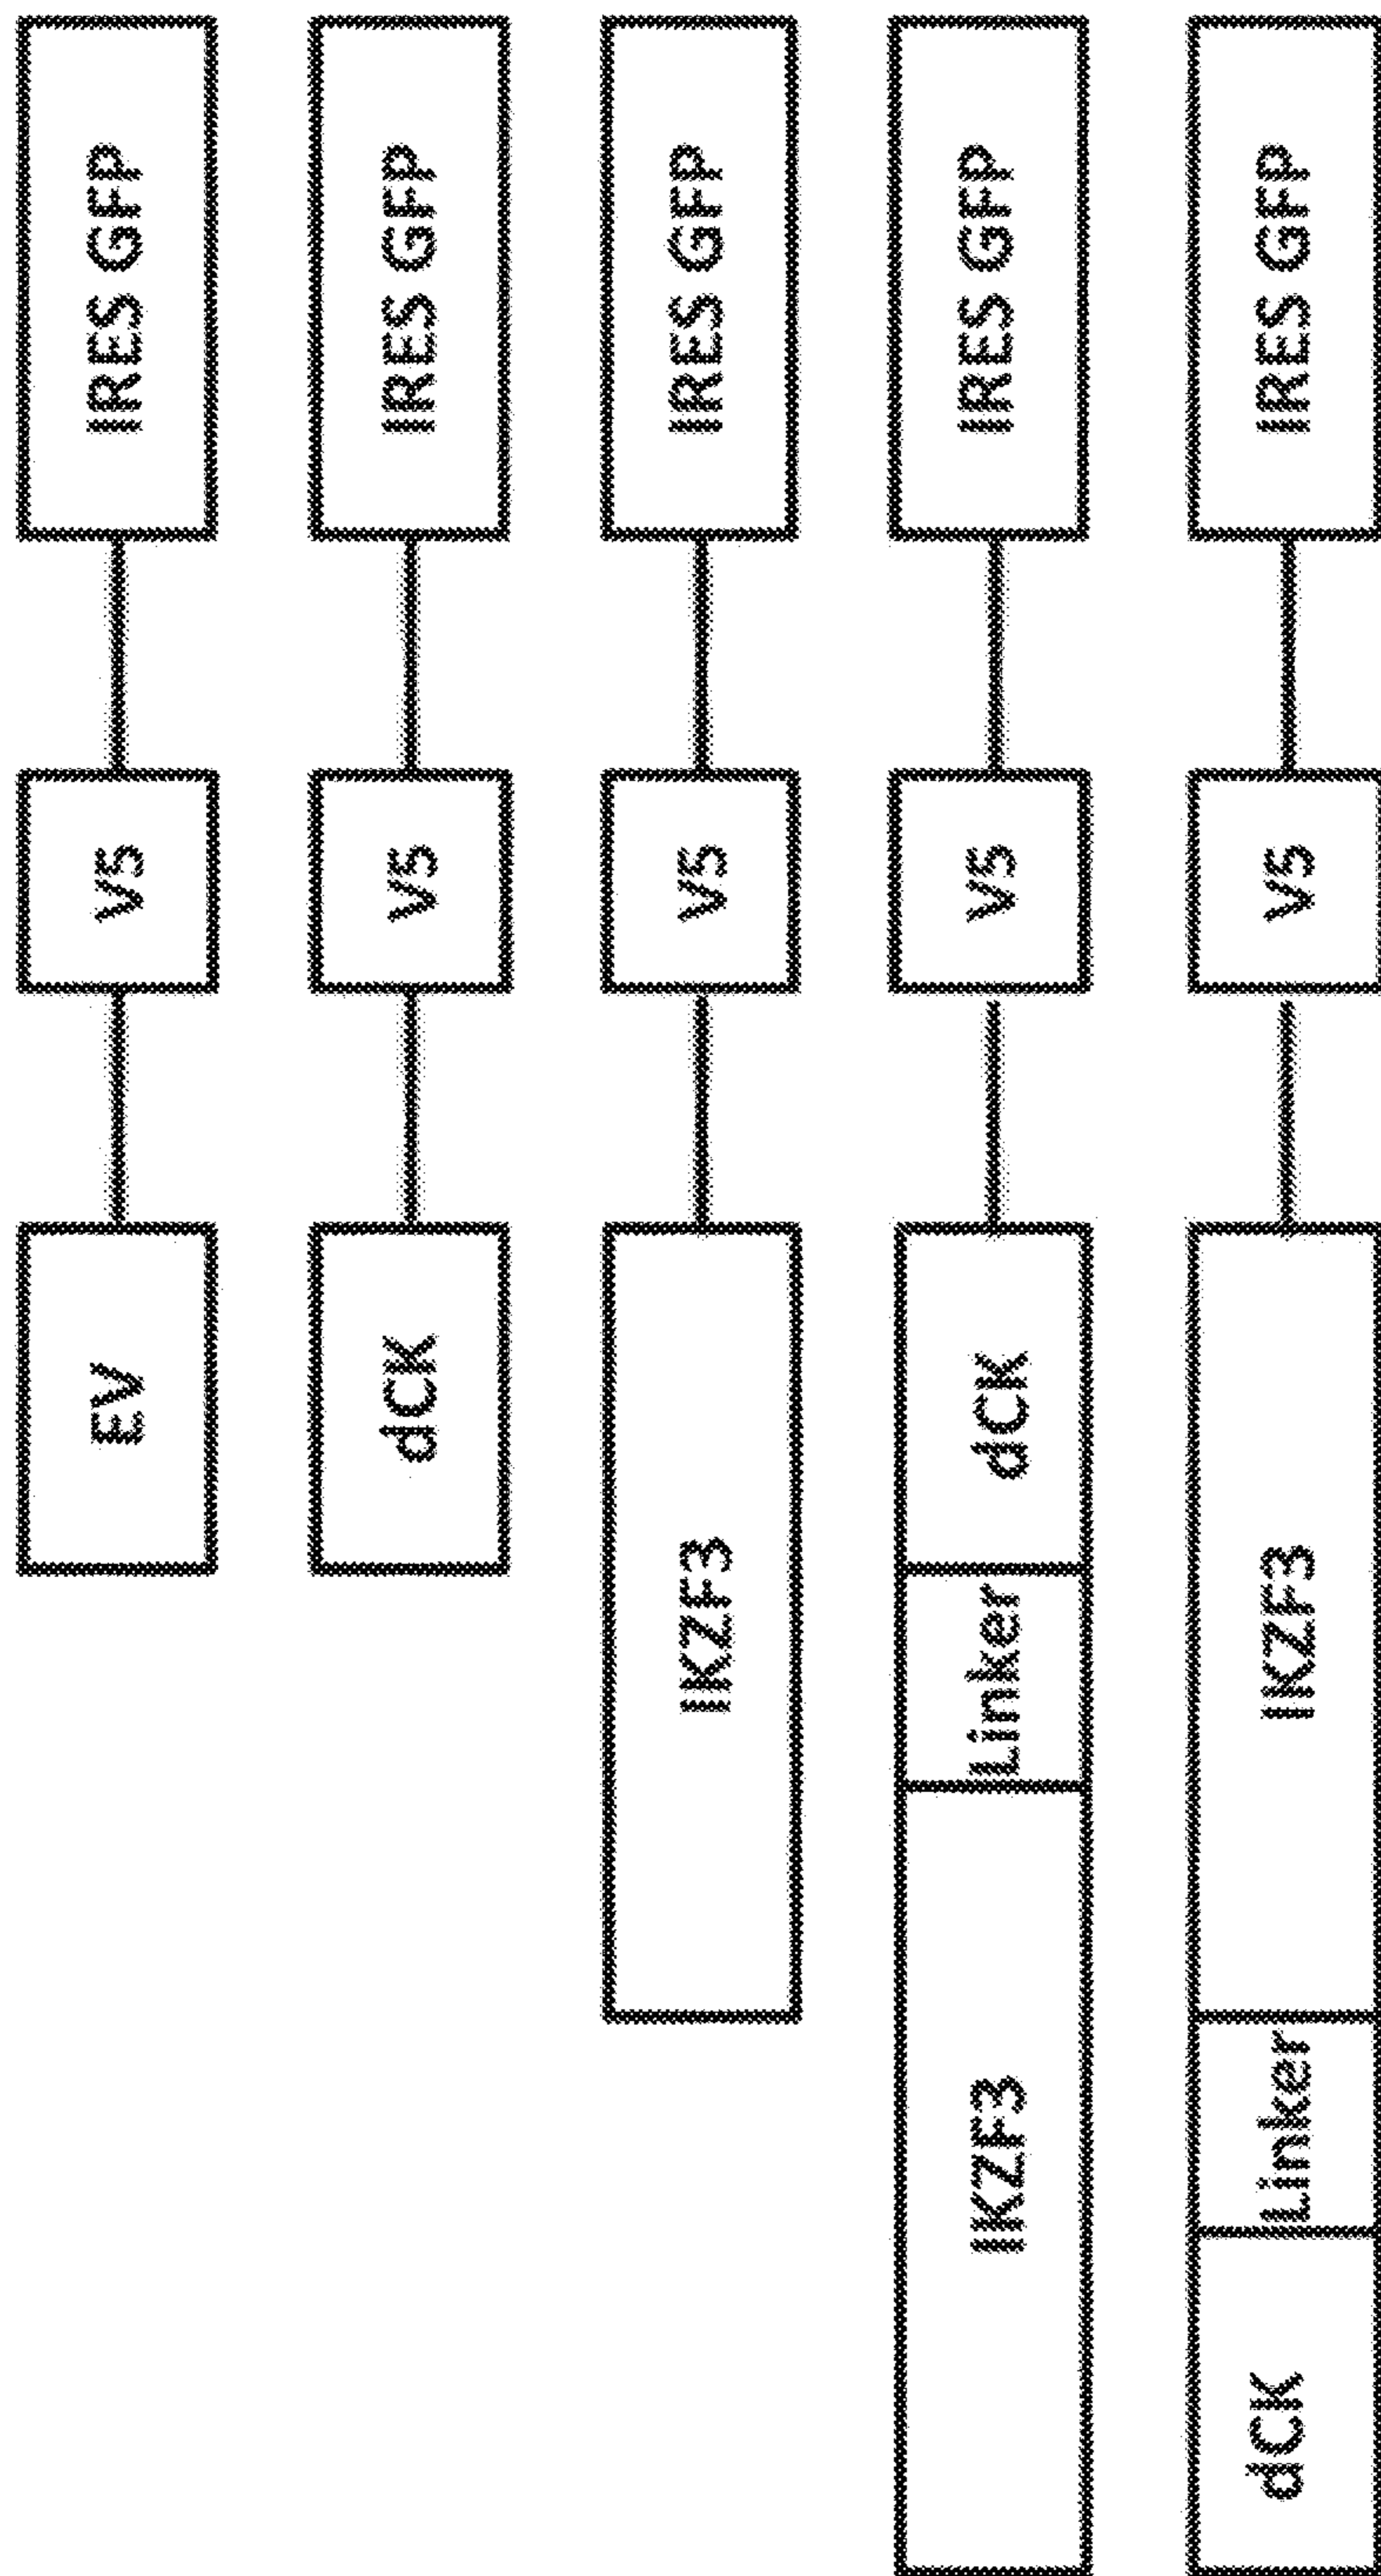 EV V5 IRES GFP
dCK V5 IRES GFP
IKZF3 V5 IRES GFP
IKZF3 Linker dCK V5 IRES GFP
dCK Linker IKZF3 V5 IRES GFP